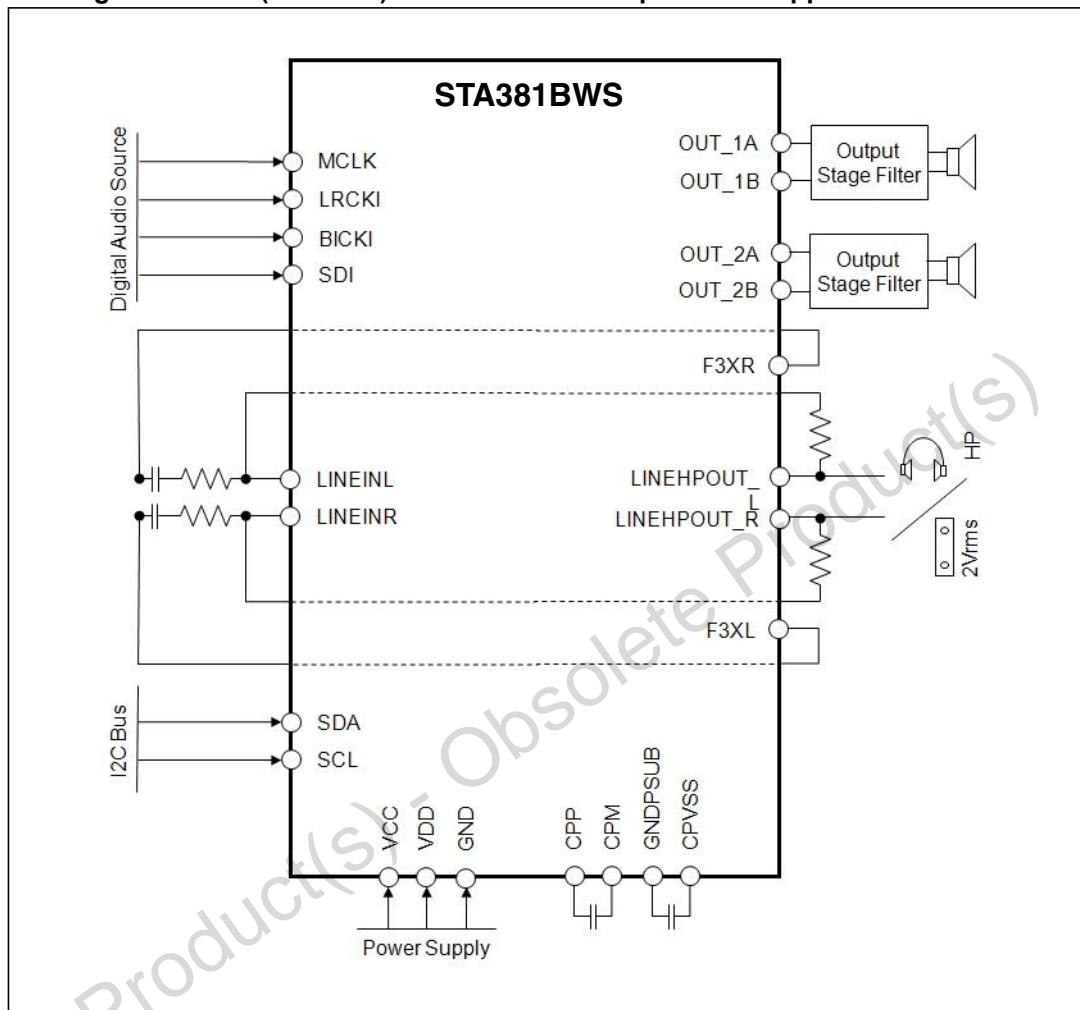 STA381BWS
Digital Audio Source
MCLK
LRCKI
BICKI
SDI
OUT_1A
OUT_1B
Output
Stage Filter
OUT_2A
OUT_2B
Output
Stage Filter
F3XR
LINEINL
LINEINR
LINEHPOUT_
L
LINEHPOUT_R
HP
2Vrms
F3XL
I2C Bus
SDA
SCL
VCC
VDD
GND
CPP
CPM
GNDPSUB
CPVSS
Power Supply
Product(s) - Obsolete Product(s)